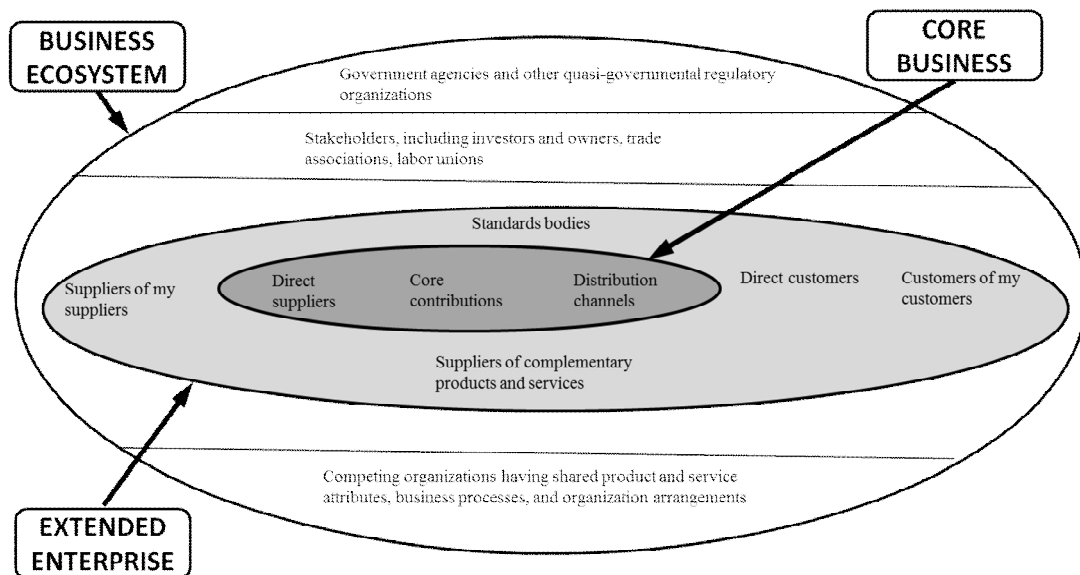 BUSINESS
ECOSYSTEM
CORE
BUSINESS
Government agencies and other quasi-governmental regulatory
organizations
Stakeholders, including investors and owners, trade
associations, labor unions
Standards bodies
Suppliers of my
suppliers
Direct
suppliers
Core
contributions
Distribution
channels
Direct customers
Customers of my
customers
Suppliers of complementary
products and services
Competing organizations having shared product and service
attributes, business processes, and organization arrangements
EXTENDED
ENTERPRISE